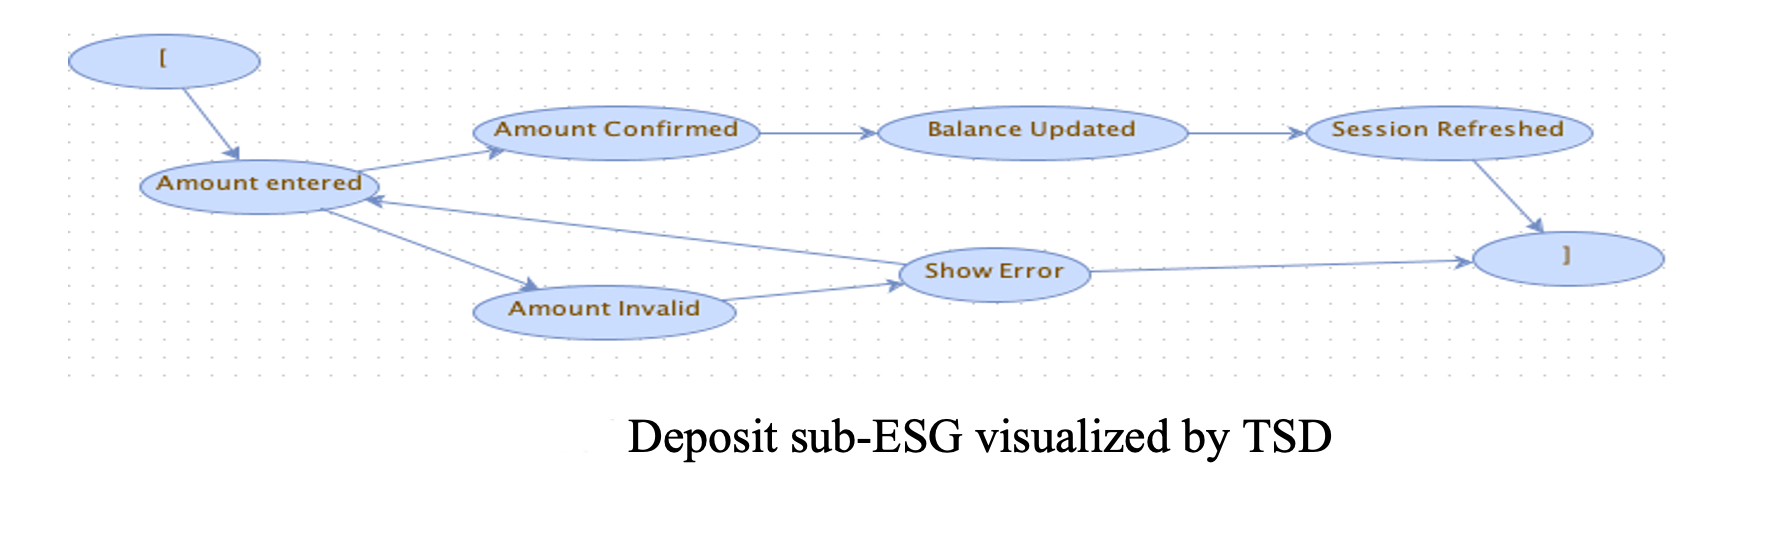 [
Amount Confirmed
Balance Updated
Session Refreshed
Amount entered
]
Show Error
Amount Invalid
Deposit sub-ESG visualized by TSD